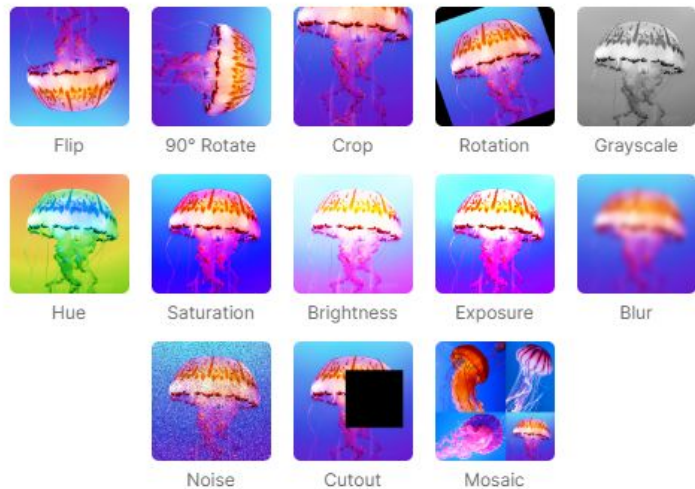 Flip 90° Rotate Crop Rotation Grayscale
Hue Saturation Brightness Exposure Blur
Noise Cutout Mosaic